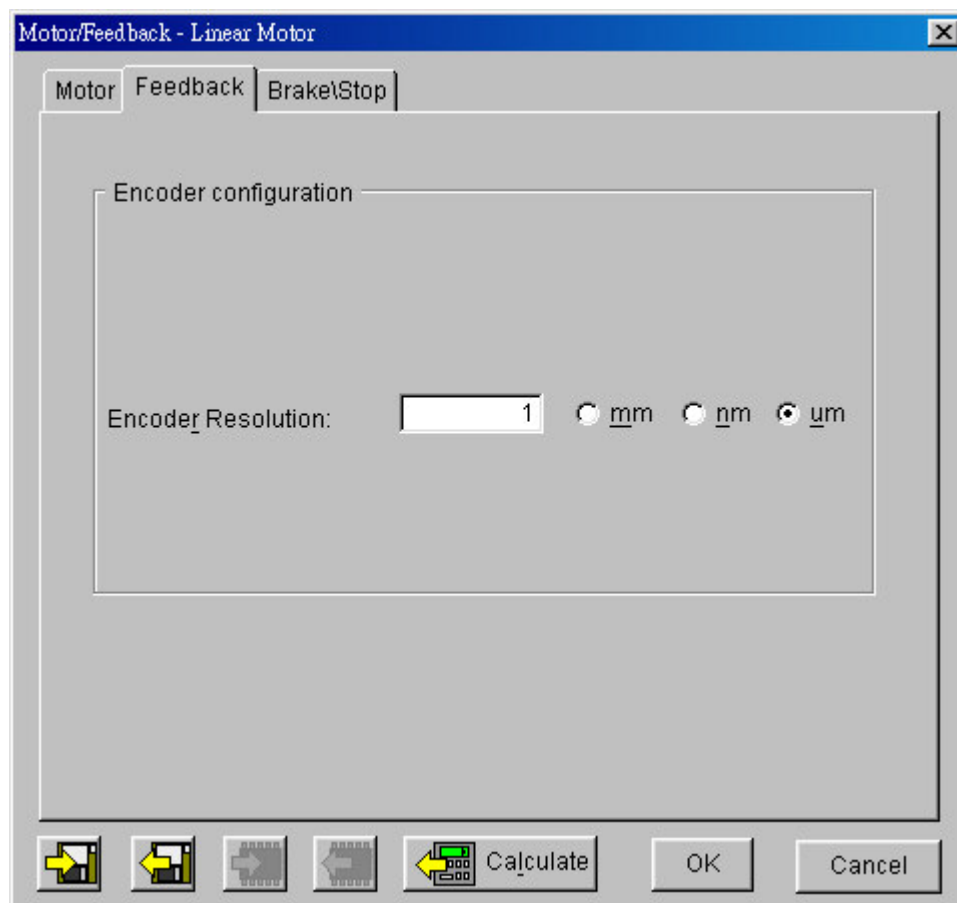 Motor/Feedback - Linear Motor
Motor Feedback Brake\Stop
Encoder configuration
Encoder Resolution: 1 mm nm um
Calculate OK Cancel